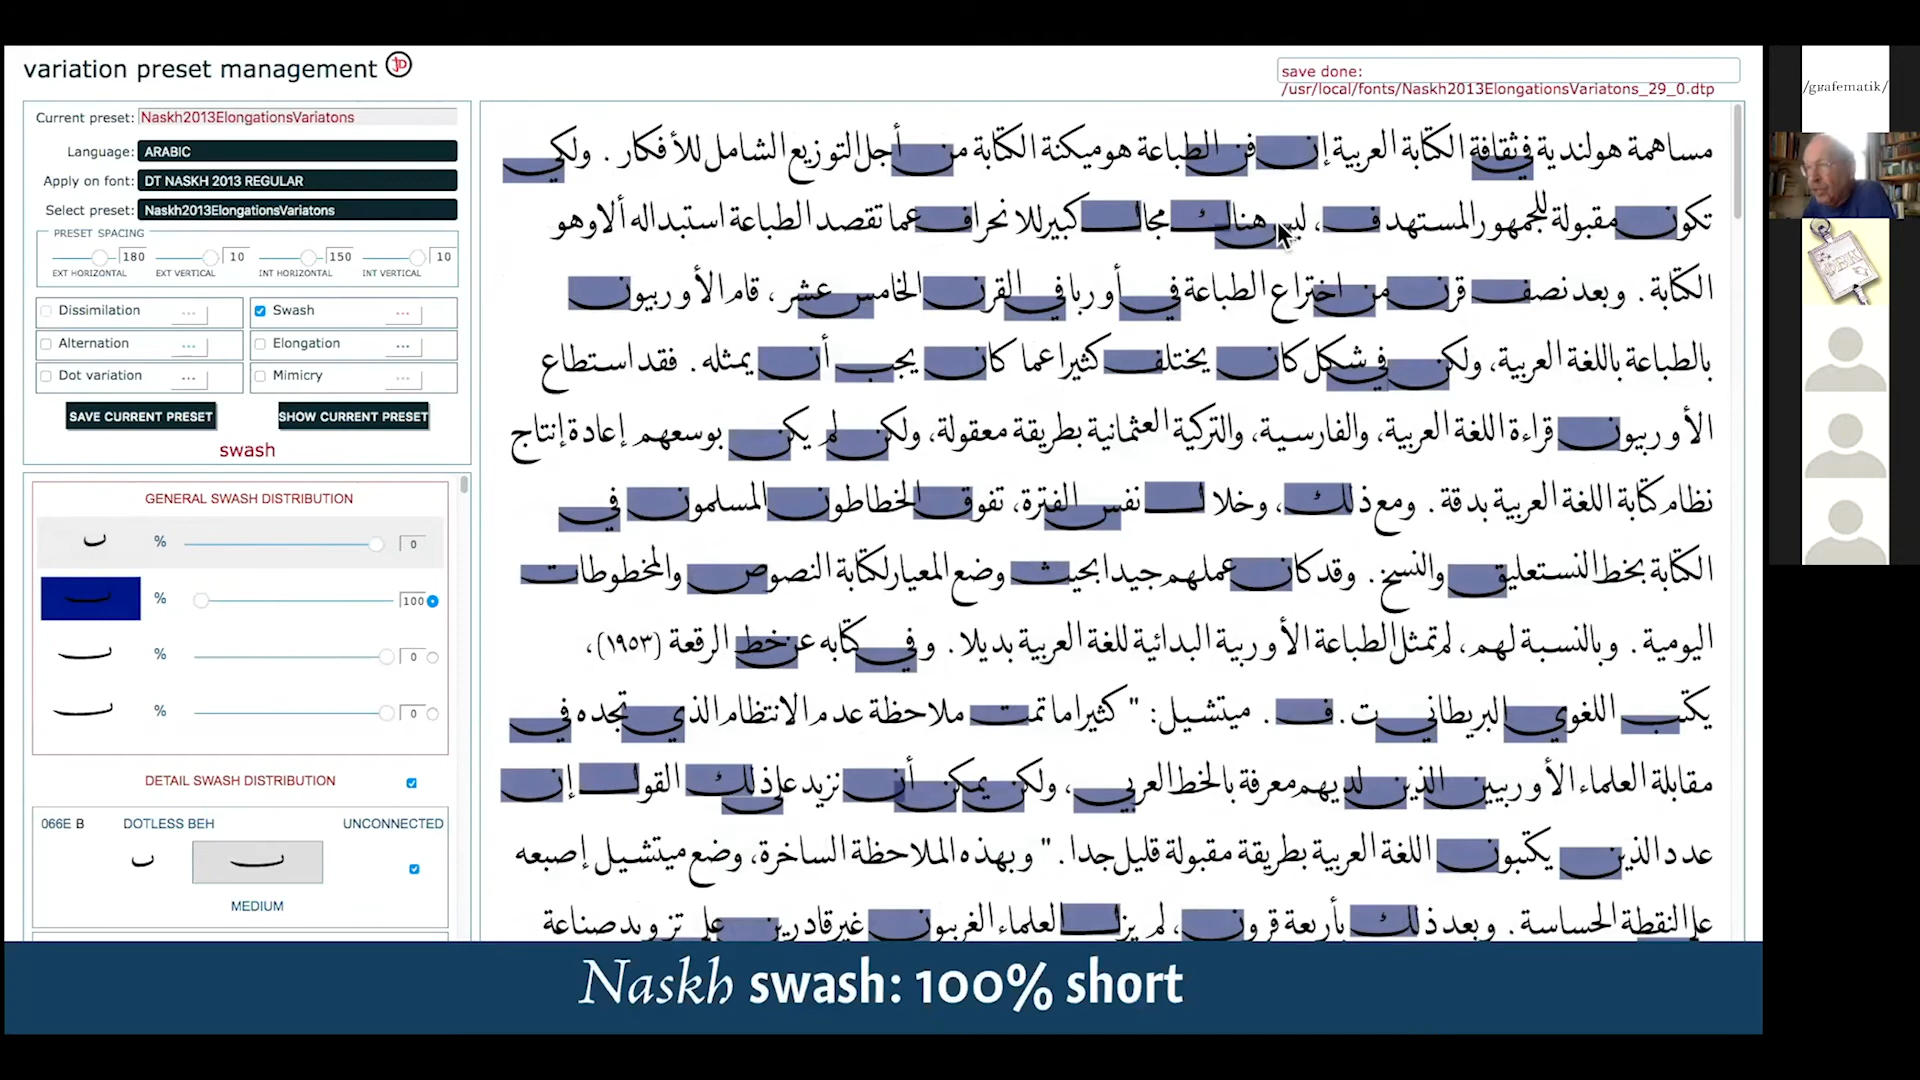 variation preset management
save done:
/usr/local/fonts/Naskh2013ElongationsVariatons_29_0.dtp
Current preset: Naskh2013ElongationsVariatons
Language: ARABIC
Apply on font: DT NASKH 2013 REGULAR
Select preset: Naskh2013ElongationsVariatons
PRESET SPACING
180 10 150 10
EXT HORIZONTAL EXT VERTICAL INT HORIZONTAL INT VERTICAL
Dissimilation ... Swash ...
Alternation ... Elongation ...
Dot variation ... Mimicry ...
SAVE CURRENT PRESET SHOW CURRENT PRESET
swash
GENERAL SWASH DISTRIBUTION
% 0
% 100
% 0
% 0
DETAIL SWASH DISTRIBUTION
066E B DOTLESS BEH UNCONNECTED
MEDIUM
مساهمة هولندية في ثقافة الكتابة العربية إن فن الطباعة هو ميكنة الكتابة من أجل التوزيع الشامل للأفكار . ولكي
تكون مقبولة للجمهور المستهدف ، ليس هناك مجال كبير للانحراف عما تقصد الطباعة استبداله ألا وهو
الكتابة . وبعد نصف قرن من اختراع الطباعة في أوربا في القرن الخامس عشر ، قام الأوربيون
بالطباعة باللغة العربية، ولكن في شكل كان يختلف كثيرا عما كان يجب أن يمثله . فقد استطاع
الأوربيون قراءة اللغة العربية، والفارسية، والتركية العثمانية بطريقة معقولة، ولكن لم يكن بوسعهم إعادة إنتاج
نظام كتابة اللغة العربية بدقة . ومع ذلك ، وخلال نفس الفترة، تفوق الخطاطون المسلمون في
الكتابة بخط النستعليق والنسخ. وقد كان عملهم جيدا بحيث وضع المعيار لكتابة النصوص والمخطوطات
اليومية . وبالنسبة لهم، لم تمثل الطباعة الأوربية البدائية للغة العربية بديلا . وفي كتابه عن خط الرقعة (١٩٥٣)،
يكتب اللغوي البريطاني ت. ف . ميتشيل: " كثيرا ما تمت ملاحظة عدم الانتظام الذي تجده في
مقابلة العلماء الأوربيين الذين لديهم معرفة بالخط العربي ، ولكن يمكن أن نزيد على ذلك القول إن
عدد الذين يكتبون اللغة العربية بطريقة مقبولة قليل جدا . " وبهذه الملاحظة الساخرة، وضع ميتشيل إصبعه
على النقطة الحساسة . وبعد ذلك بأربعة قرون ، لم يزل العلماء الغربيون غير قادرين على تزويد صناعة
Naskh swash: 100% short
/grafematik/